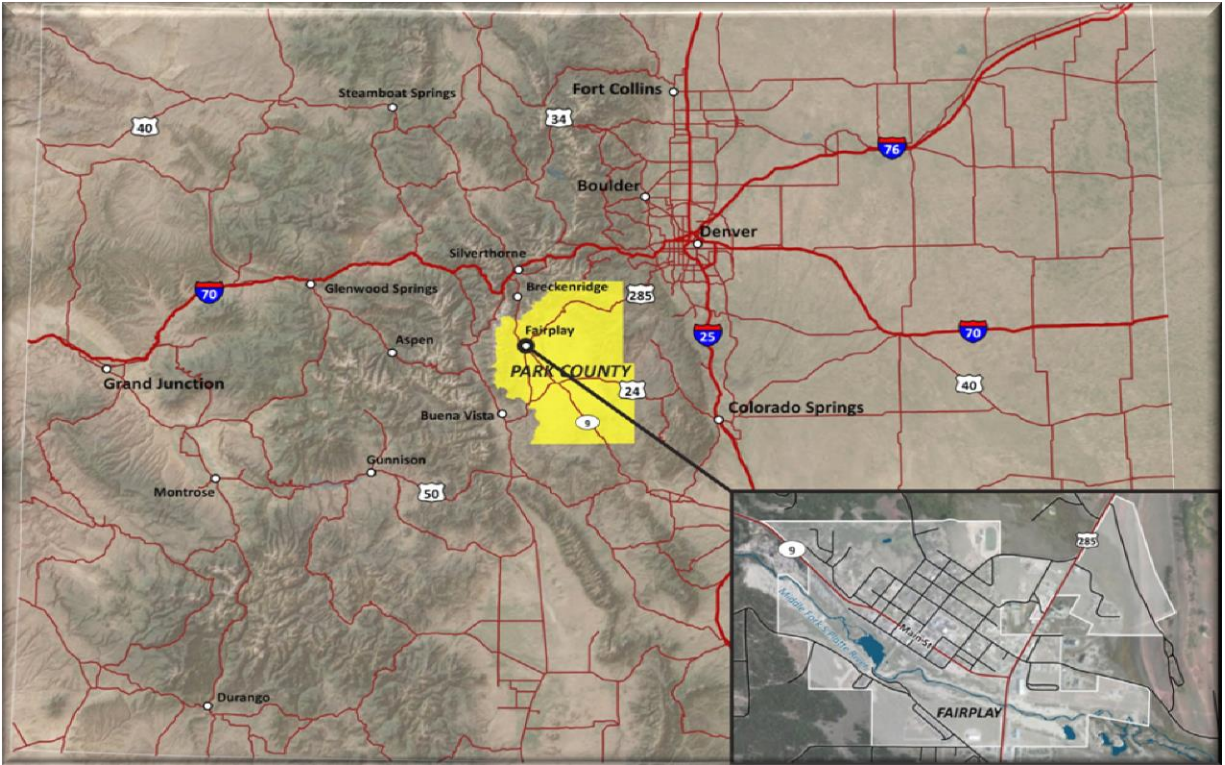 Steamboat Springs
Fort Collins
40
34
76
Boulder
Denver
Silverthorne
70
Glenwood Springs
Breckenridge
285
Fairplay
25
70
Aspen
PARK COUNTY
Grand Junction
24
40
Buena Vista
9
Colorado Springs
Gunnison
Montrose
50
9
285
Middle Fork S Platte River
Main St
Durango
FAIRPLAY